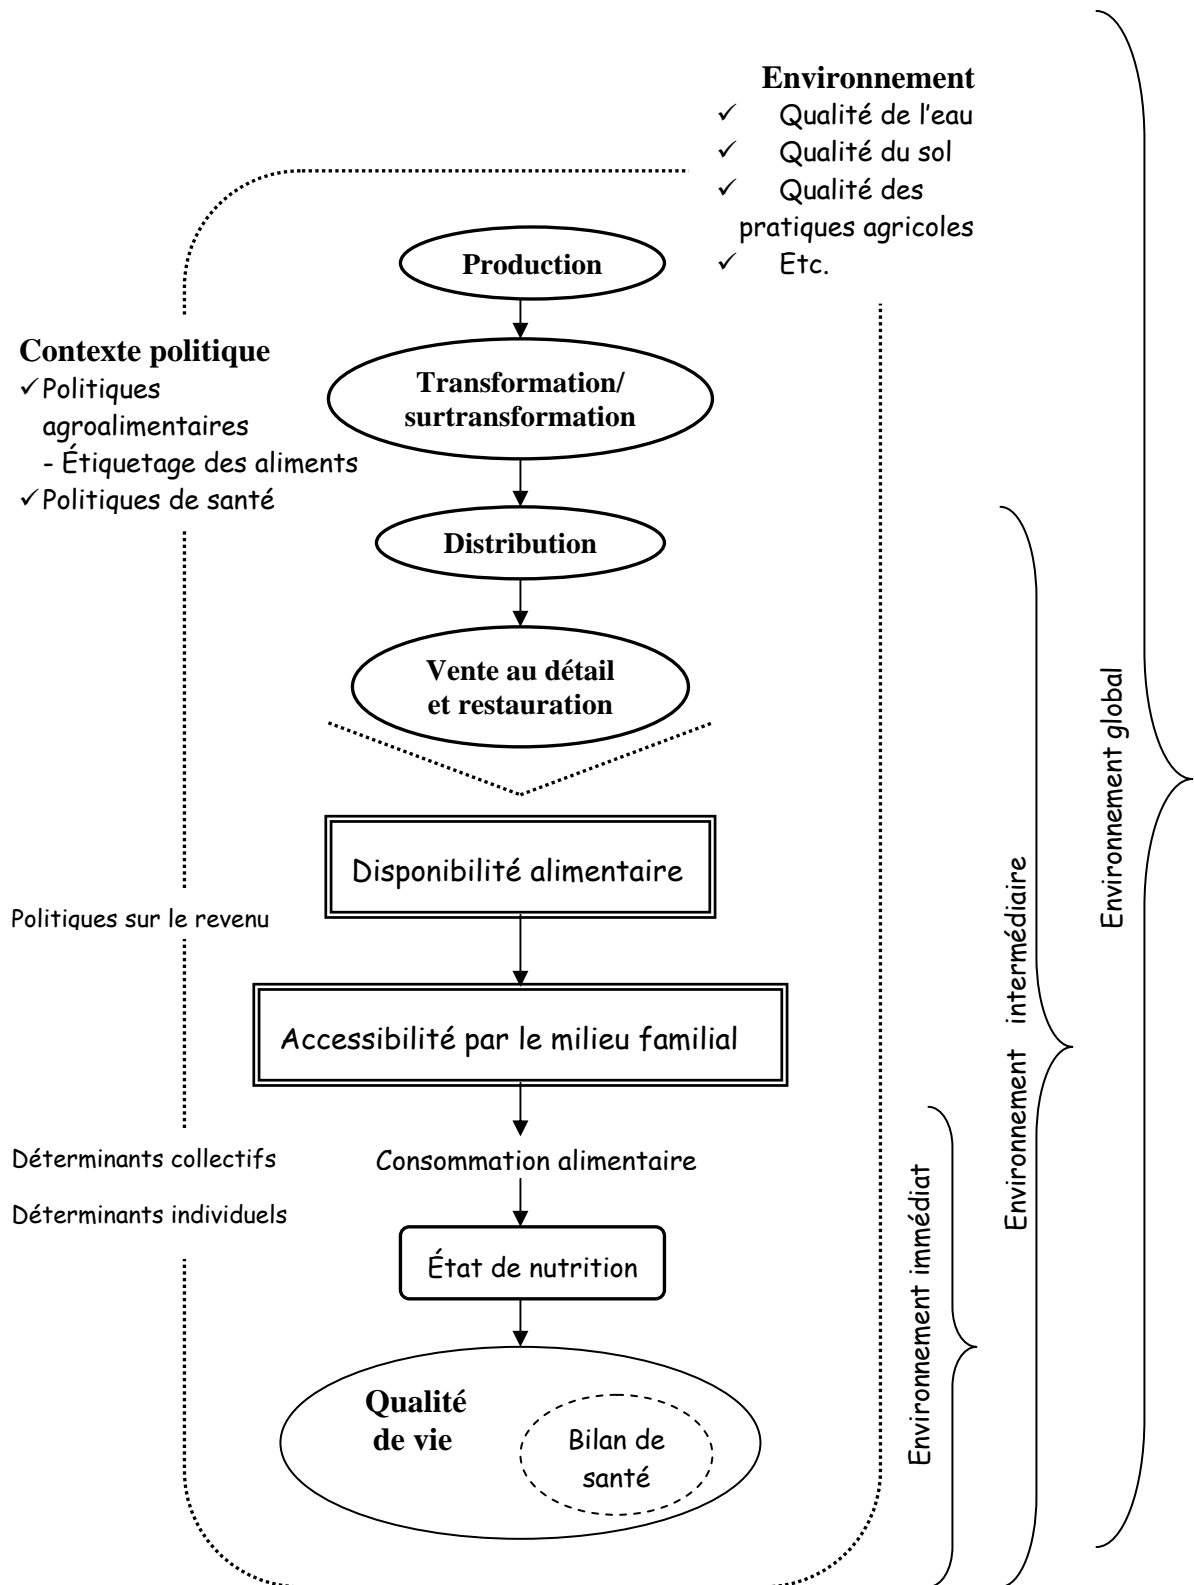 Environnement
✓ Qualité de l'eau
✓ Qualité du sol
✓ Qualité des
pratiques agricoles
✓ Etc.
Production
Contexte politique
✓Politiques
agroalimentaires
- Étiquetage des aliments
✓Politiques de santé
Transformation/
surtransformation
Distribution
Vente au détail
et restauration
Disponibilité alimentaire
Politiques sur le revenu
Accessibilité par le milieu familial
Déterminants collectifs
Consommation alimentaire
Déterminants individuels
État de nutrition
Qualité
de vie
Bilan de
santé
Environnement immédiat
Environnement intermédiaire
Environnement global